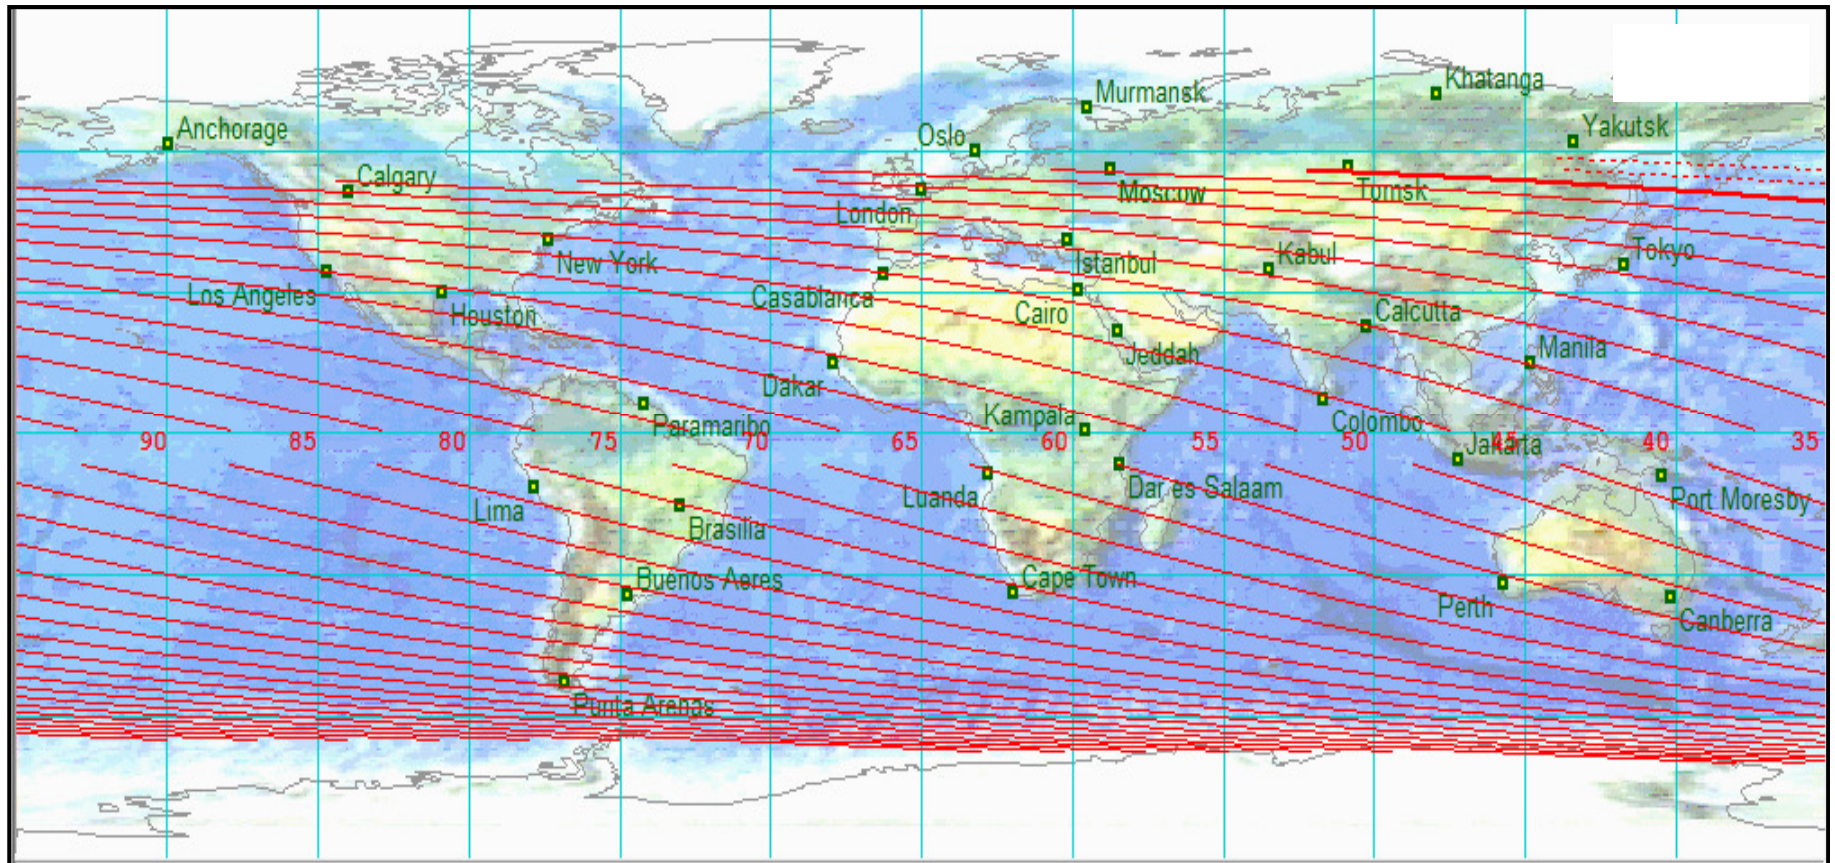 Khatanga
Murmansk
Yakutsk
Anchorage
Oslo
Calgary
Moscow
Tomsk
London
New York
Istanbul
Kabul
Tokyo
Los Angeles
Casablanca
Houston
Cairo
Calcutta
Jeddah
Manila
Dakar
Kampala
Paramaribo
Colombo
90 85 80 75 70 65 60 55 50 45 40 35
Jakarta
Luanda
Dar es Salaam
Port Moresby
Lima
Brasilia
Buenos Aeres
Cape Town
Perth
Canberra
Punta Arenas